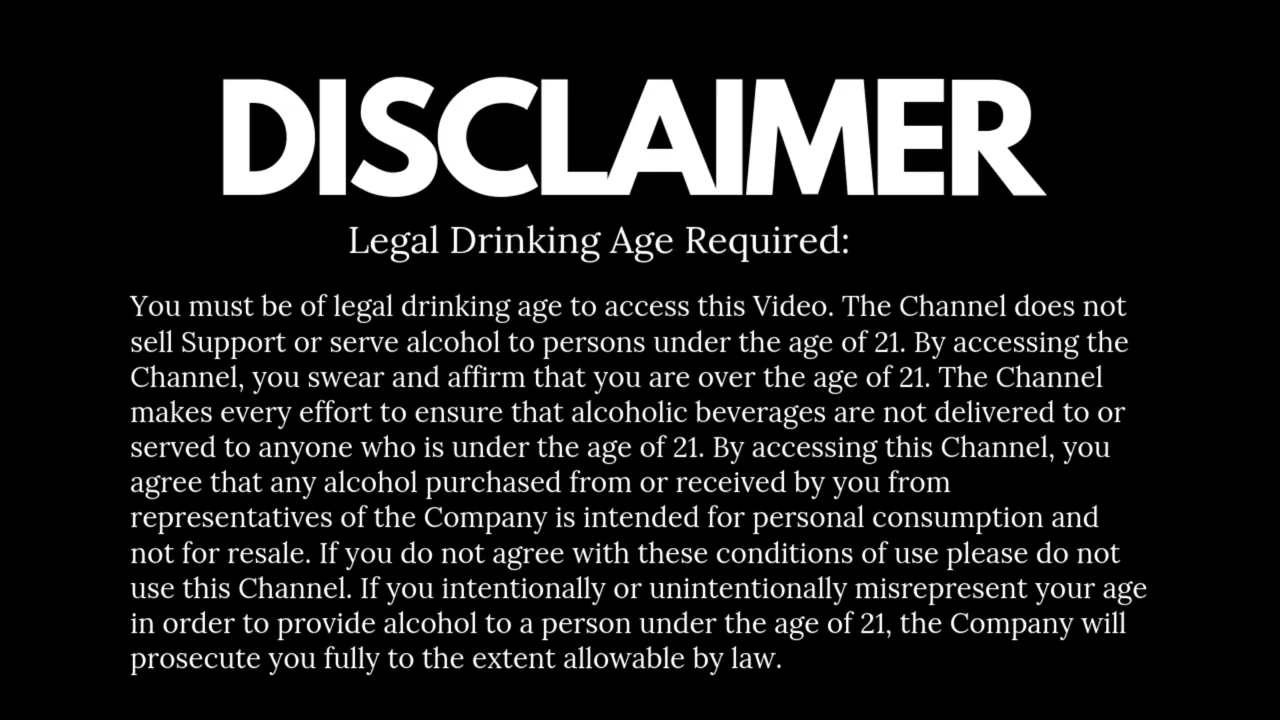 DISCLAIMER
Legal Drinking Age Required:
You must be of legal drinking age to access this Video. The Channel does not
sell Support or serve alcohol to persons under the age of 21. By accessing the
Channel, you swear and affirm that you are over the age of 21. The Channel
makes every effort to ensure that alcoholic beverages are not delivered to or
served to anyone who is under the age of 21. By accessing this Channel, you
agree that any alcohol purchased from or received by you from
representatives of the Company is intended for personal consumption and
not for resale. If you do not agree with these conditions of use please do not
use this Channel. If you intentionally or unintentionally misrepresent your age
in order to provide alcohol to a person under the age of 21, the Company will
prosecute you fully to the extent allowable by law.